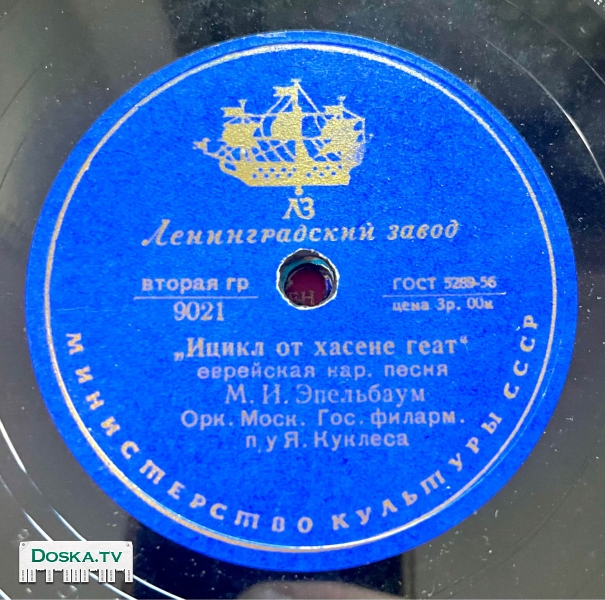 ЛЗ
Ленинградский завод
вторая гр
9021
ГОСТ 5289-56
цена 3р. 00к
„Ицикл от хасене геат“
еврейская нар. песня
М. И. Эпельбаум
Орк. Моск. Гос. филарм.
п/у Я. Куклеса
МИНИСТЕРСТВО КУЛЬТУРЫ СССР
DOSKA.TV